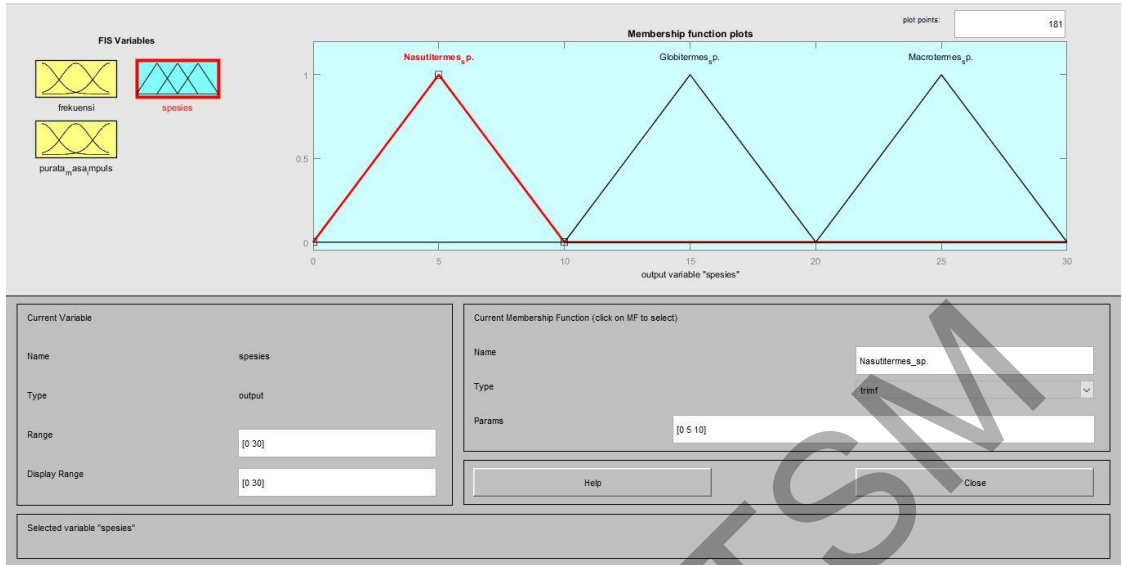 plot points: 181
FIS Variables
Membership function plots
frekuensi
spesies
purata_masa_impuls
Nasutitermes_sp.
Globitermes_sp.
Macrotermes_sp.
1
0.5
0
0 5 10 15 20 25 30
output variable "spesies"
Current Variable
Name spesies
Type output
Range [0 30]
Display Range [0 30]
Current Membership Function (click on MF to select)
Name Nasutitermes_sp.
Type trimf
Params [0 5 10]
Help Close
Selected variable "spesies"
TSM